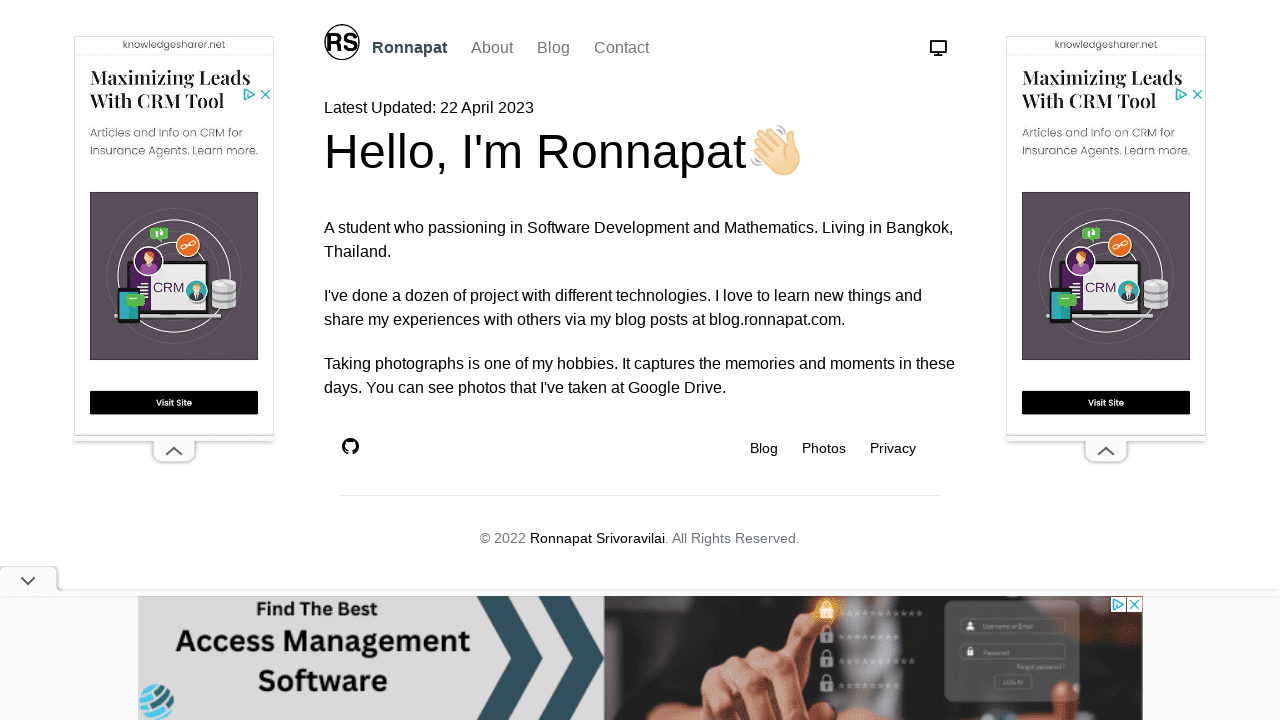 RS
Ronnapat
About
Blog
Contact
Latest Updated: 22 April 2023
Hello, I'm Ronnapat
A student who passioning in Software Development and Mathematics. Living in Bangkok,
Thailand.
I've done a dozen of project with different technologies. I love to learn new things and
share my experiences with others via my blog posts at blog.ronnapat.com.
Taking photographs is one of my hobbies. It captures the memories and moments in these
days. You can see photos that I've taken at Google Drive.
Blog
Photos
Privacy
© 2022 Ronnapat Srivoravilai. All Rights Reserved.
knowledgesharer.net
Maximizing Leads
With CRM Tool
Articles and Info on CRM for
Insurance Agents. Learn more.
CRM
Visit Site
knowledgesharer.net
Maximizing Leads
With CRM Tool
Articles and Info on CRM for
Insurance Agents. Learn more.
CRM
Visit Site
Find The Best
Access Management
Software
***********
*********
**********
********
Username or Email
Password
Forgot password?
LOG IN